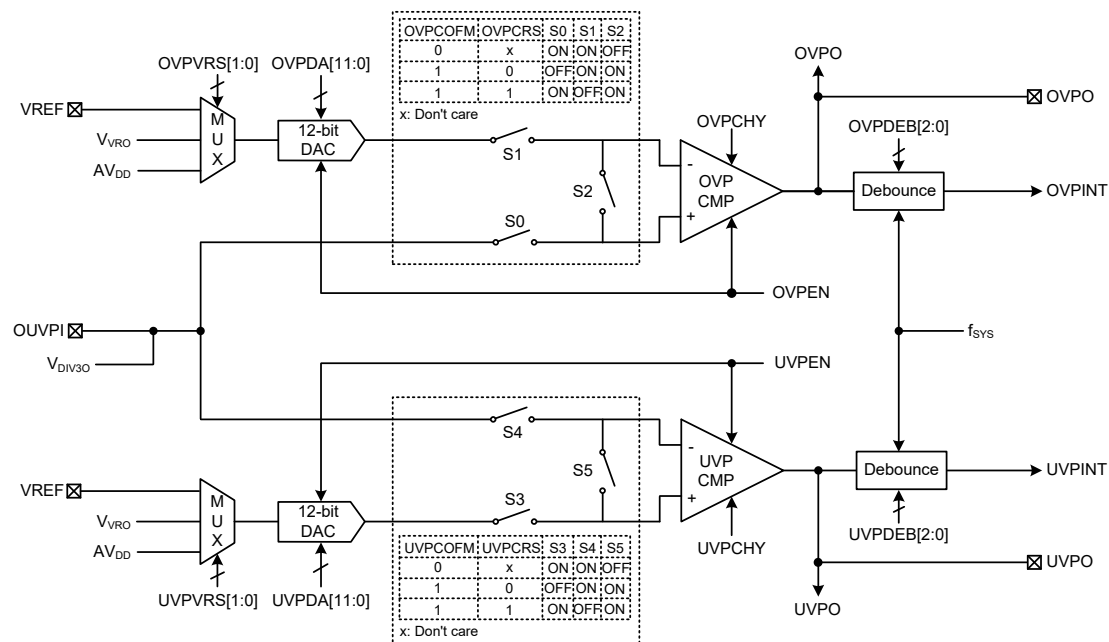 OVPCOFM OVPCRS S0 S1 S2
0 x ON ON OFF
1 0 OFF ON ON
1 1 ON OFF ON
x: Don't care
OVPVRS[1:0]
OVPDA[11:0]
OVPO
VREF
OVPO
MUX
VVRO
12-bit
DAC
AVDD
S1
OVPCHY
OVPDEB[2:0]
-
OVP
CMP
+
S2
Debounce
OVPINT
S0
OVPEN
OUVPI
fSYS
VDIV3O
UVPEN
S4
-
UVP
CMP
+
S5
Debounce
UVPINT
VREF
MUX
VVRO
12-bit
DAC
AVDD
S3
UVPCHY
UVPDEB[2:0]
UVPVRS[1:0]
UVPDA[11:0]
UVPCOFM UVPCRS S3 S4 S5
0 x ON ON OFF
1 0 OFF ON ON
1 1 ON OFF ON
x: Don't care
UVPO
UVPO